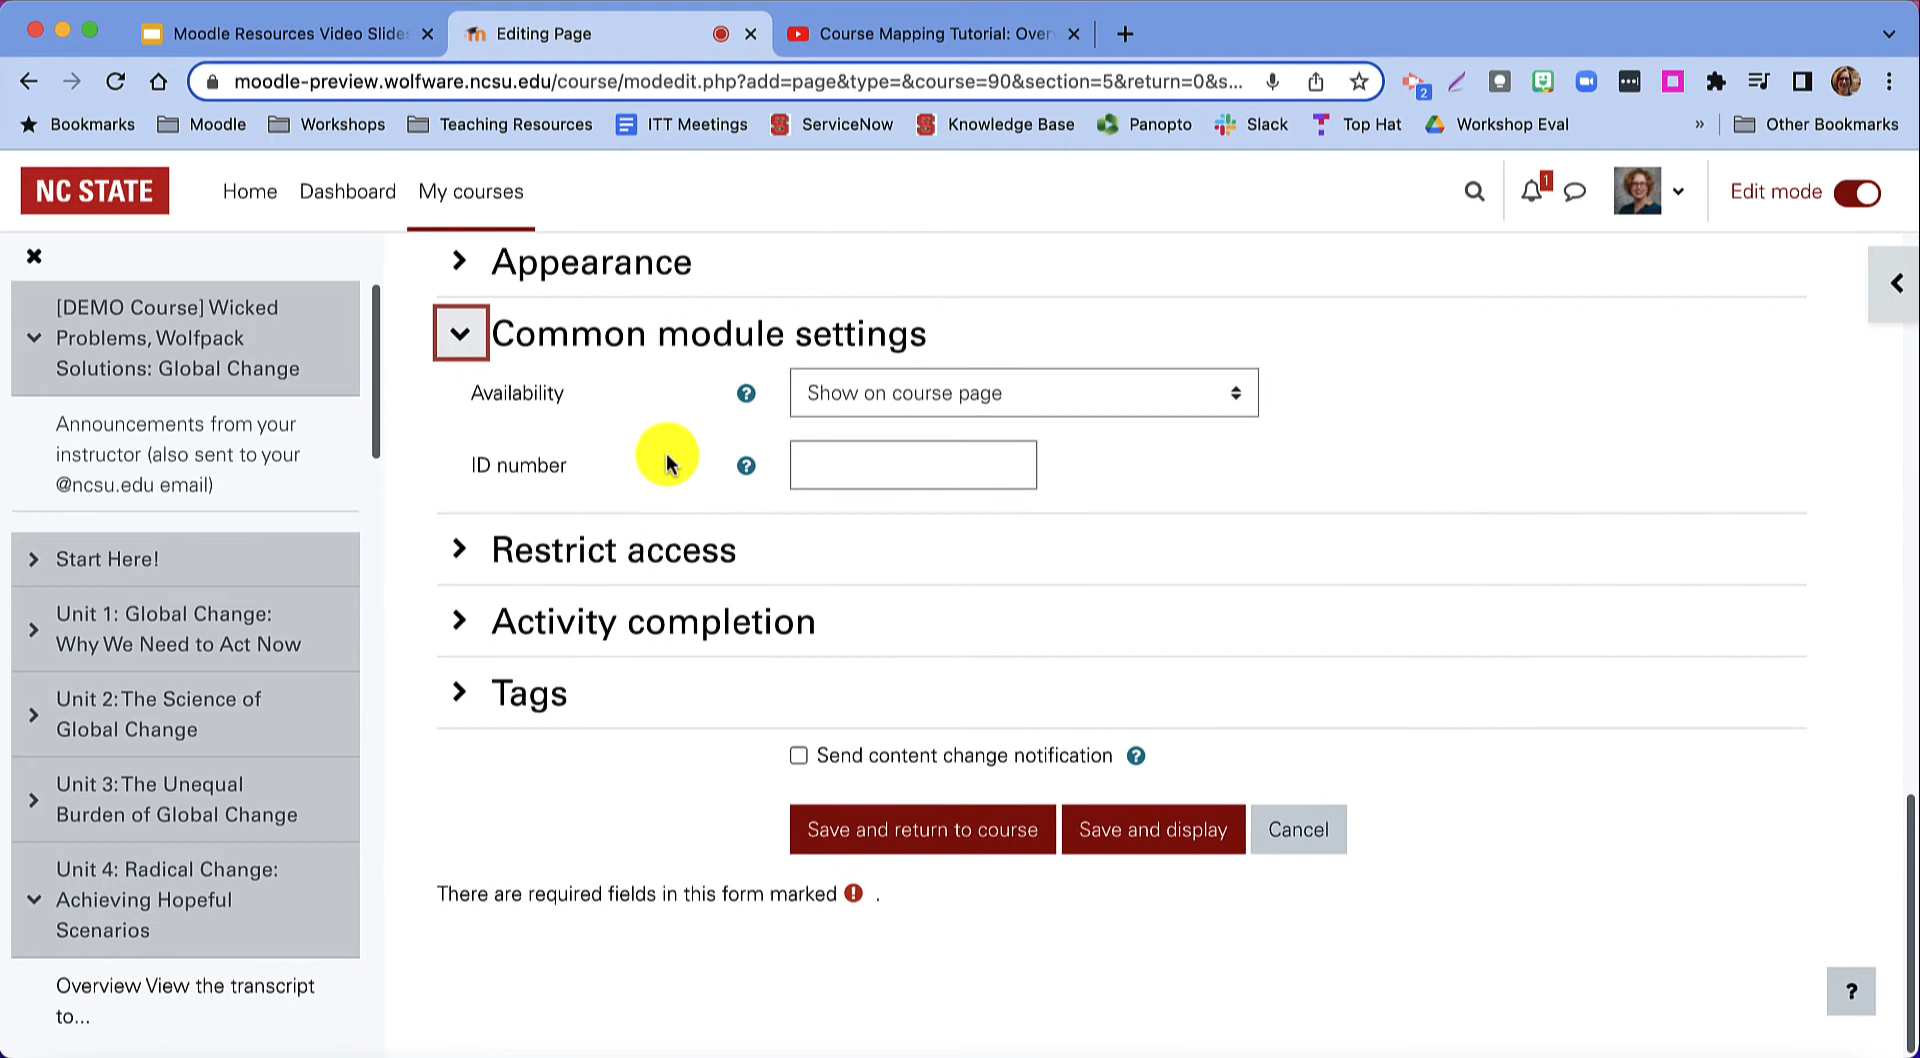 Moodle Resources Video Slide
Editing Page
Course Mapping Tutorial: Over
moodle-preview.wolfware.ncsu.edu/course/modedit.php?add=page&type=&course=90&section=5&return=0&s...
2
Bookmarks
Moodle
Workshops
Teaching Resources
ITT Meetings
ServiceNow
Knowledge Base
Panopto
Slack
Top Hat
Workshop Eval
»
Other Bookmarks
NC STATE
Home
Dashboard
My courses
1
Edit mode
[DEMO Course] Wicked
Problems, Wolfpack
Solutions: Global Change
Announcements from your
instructor (also sent to your
@ncsu.edu email)
Start Here!
Unit 1: Global Change:
Why We Need to Act Now
Unit 2: The Science of
Global Change
Unit 3: The Unequal
Burden of Global Change
Unit 4: Radical Change:
Achieving Hopeful
Scenarios
Overview View the transcript
to...
Appearance
Common module settings
Availability
?
Show on course page
ID number
?
Restrict access
Activity completion
Tags
Send content change notification ?
Save and return to course
Save and display
Cancel
There are required fields in this form marked ! .
?